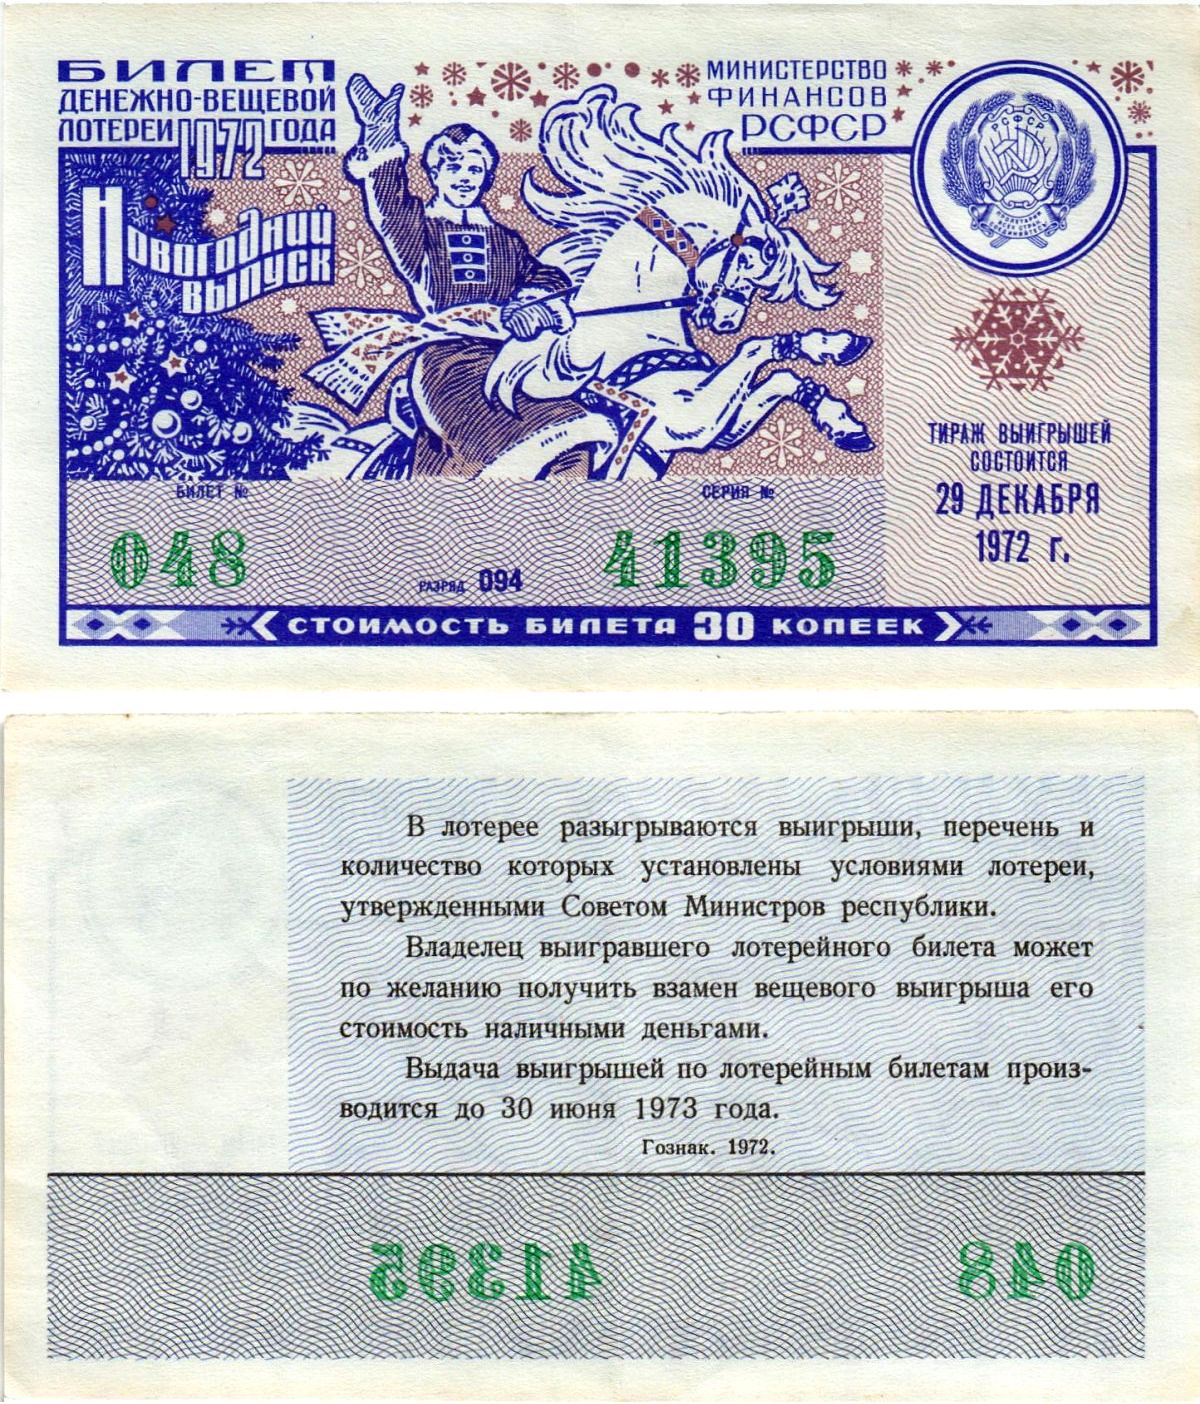 БИЛЕТ
ДЕНЕЖНО-ВЕЩЕВОЙ
ЛОТЕРЕИ 1972 ГОДА
МИНИСТЕРСТВО
ФИНАНСОВ
РСФСР
РСФСР
НОВОГОДНИЙ
ВЫПУСК
ТИРАЖ ВЫИГРЫШЕЙ
СОСТОИТСЯ
29 ДЕКАБРЯ
1972 г.
БИЛЕТ №
СЕРИЯ №
048
РАЗРЯД 094
41395
СТОИМОСТЬ БИЛЕТА 30 КОПЕЕК
В лотерее разыгрываются выигрыши, перечень и
количество которых установлены условиями лотереи,
утвержденными Советом Министров республики.
Владелец выигравшего лотерейного билета может
по желанию получить взамен вещевого выигрыша его
стоимость наличными деньгами.
Выдача выигрышей по лотерейным билетам произ-
водится до 30 июня 1973 года.
Гознак. 1972.
41395
048